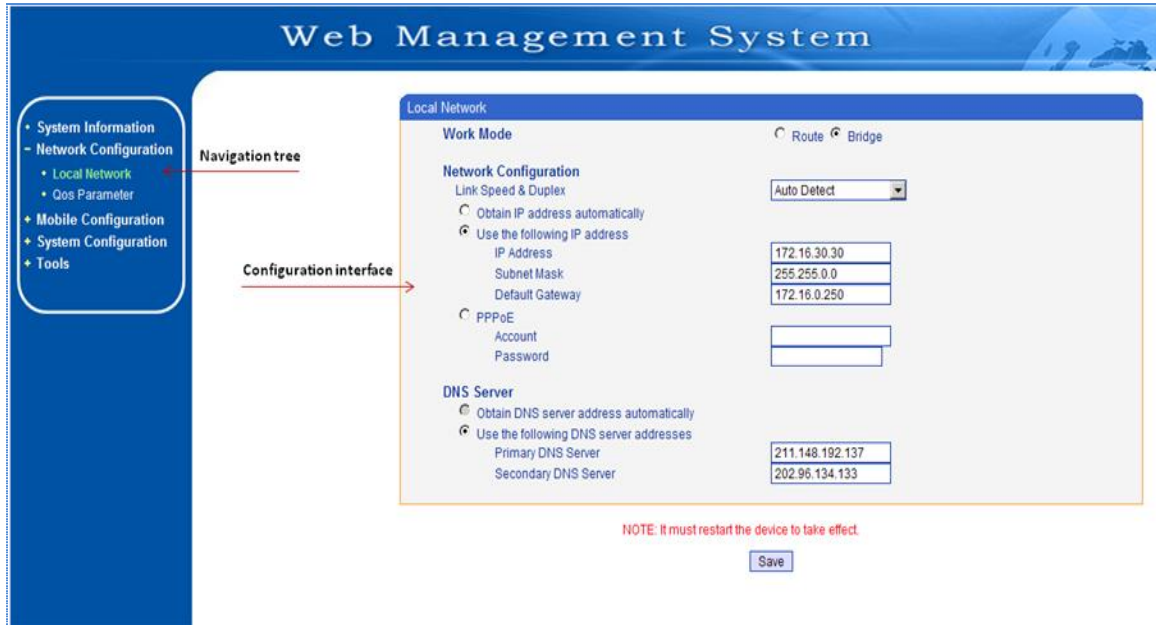 Web Management System
System Information
Network Configuration
Local Network
Qos Parameter
Mobile Configuration
System Configuration
Tools
Navigation tree
Configuration interface
Local Network
Work Mode Route Bridge
Network Configuration
Link Speed & Duplex Auto Detect
Obtain IP address automatically
Use the following IP address
IP Address 172.16.30.30
Subnet Mask 255.255.0.0
Default Gateway 172.16.0.250
PPPoE
Account
Password
DNS Server
Obtain DNS server address automatically
Use the following DNS server addresses
Primary DNS Server 211.148.192.137
Secondary DNS Server 202.96.134.133
NOTE: It must restart the device to take effect.
Save